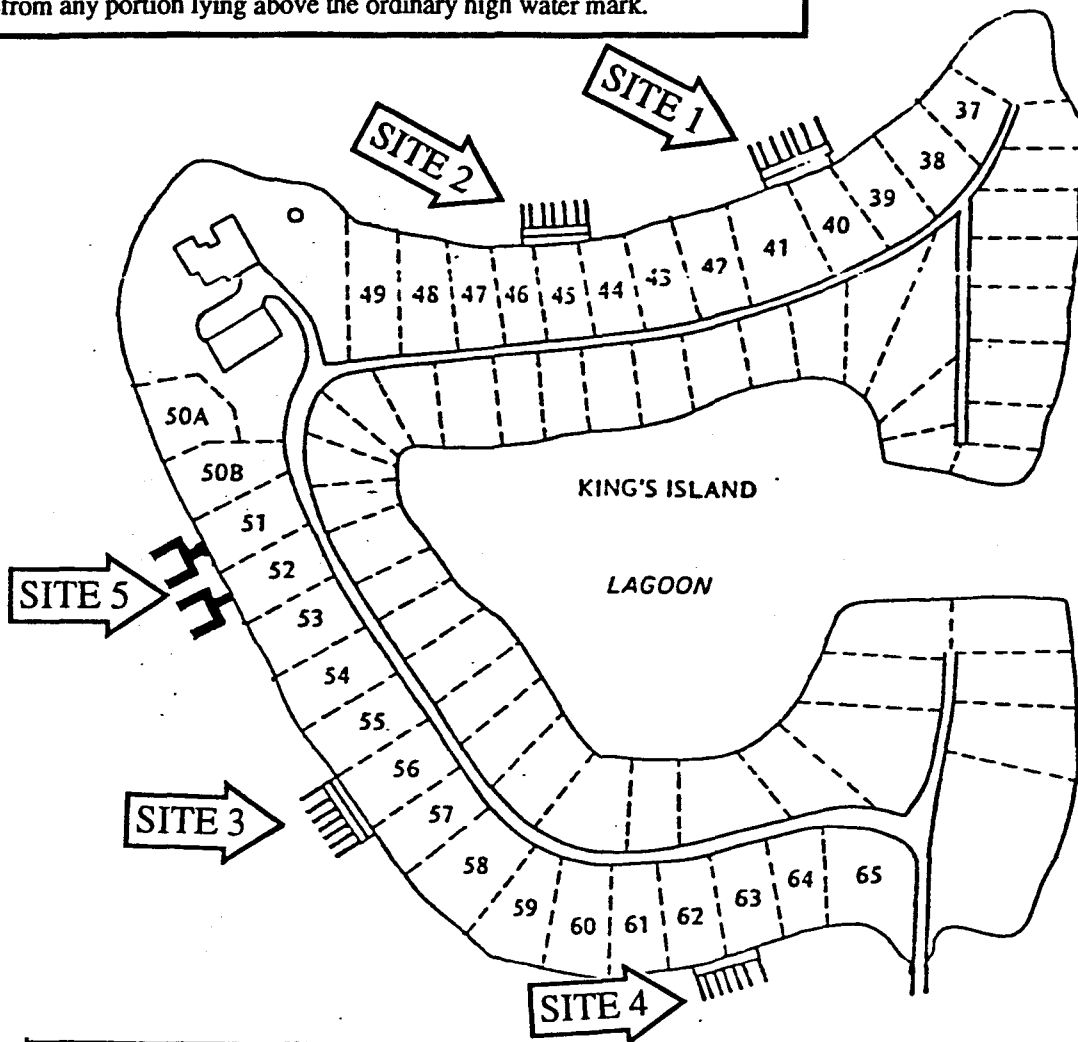 from any portion lying above the ordinary high water mark.
SITE 1
SITE 2
37
38
39
40
41
42
43
44
45
46
47
48
49
50A
50B
KING'S ISLAND
LAGOON
51
52
SITE 5
53
54
55
56
SITE 3
57
58
59
60
61
62
63
64
65
SITE 4